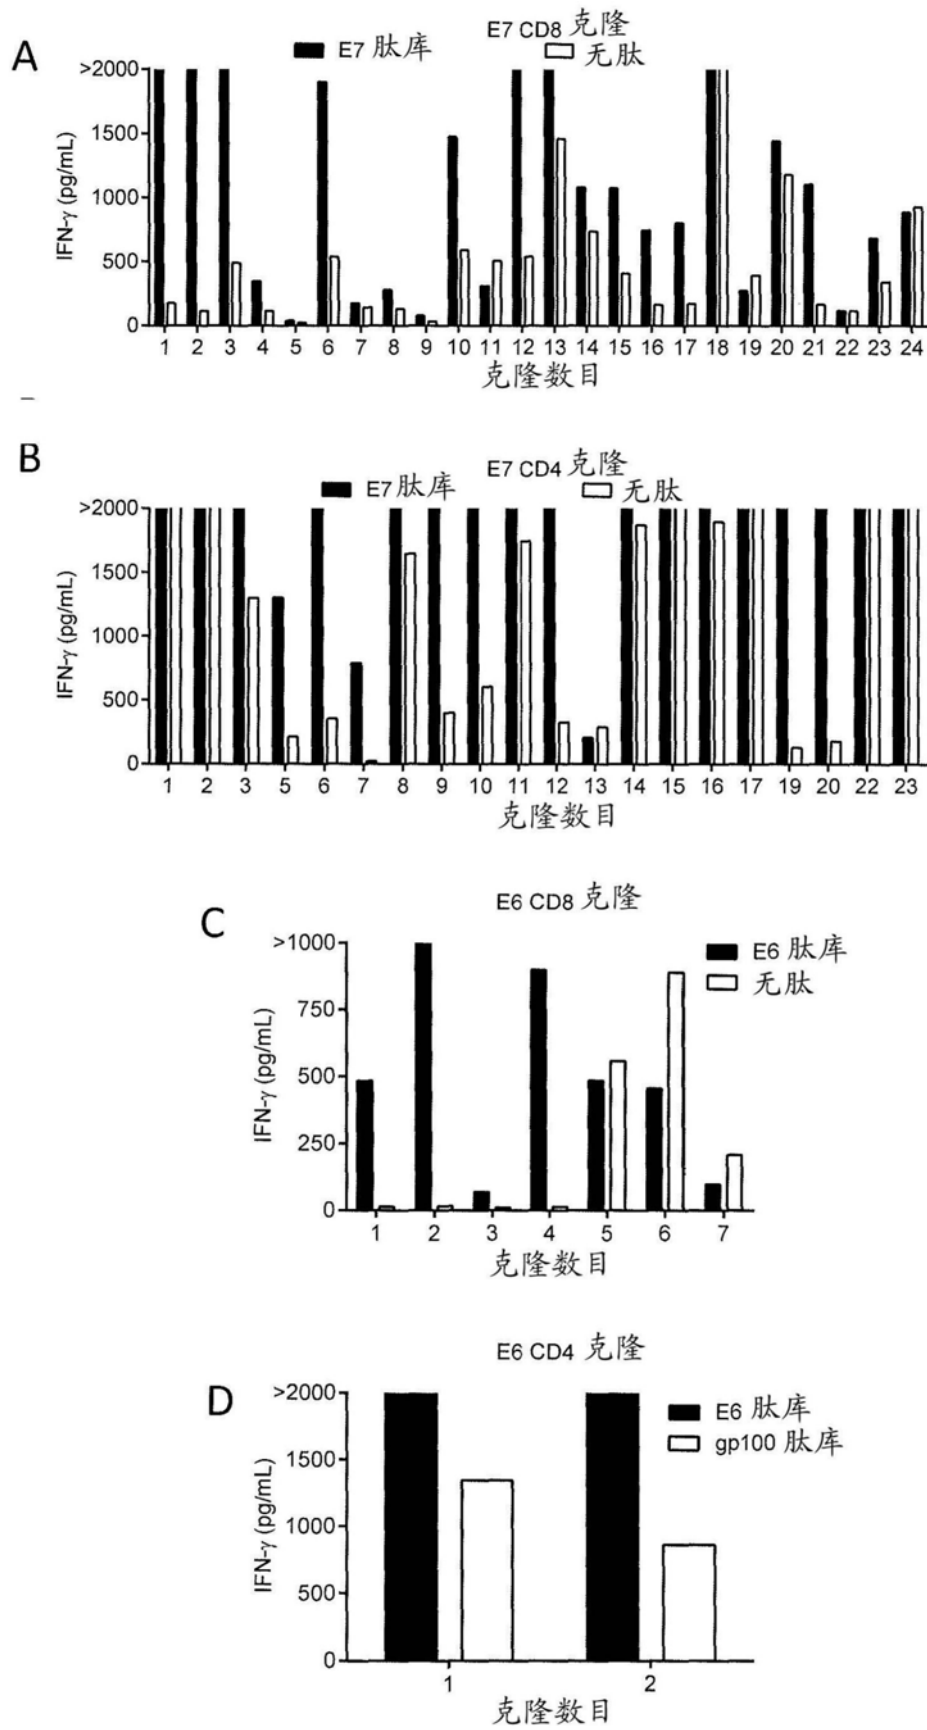 A
E7 CD8 克隆
E7 肽库
无肽
>2000
1500
1000
500
0
IFN-γ (pg/mL)
1 2 3 4 5 6 7 8 9 10 11 12 13 14 15 16 17 18 19 20 21 22 23 24
克隆数目
B
E7 CD4 克隆
E7 肽库
无肽
>2000
1500
1000
500
0
IFN-γ (pg/mL)
1 2 3 5 6 7 8 9 10 11 12 13 14 15 16 17 19 20 22 23
克隆数目
C
E6 CD8 克隆
E6 肽库
无肽
>1000
750
500
250
0
IFN-γ (pg/mL)
1 2 3 4 5 6 7
克隆数目
D
E6 CD4 克隆
E6 肽库
gp100 肽库
>2000
1500
1000
500
0
IFN-γ (pg/mL)
1 2
克隆数目